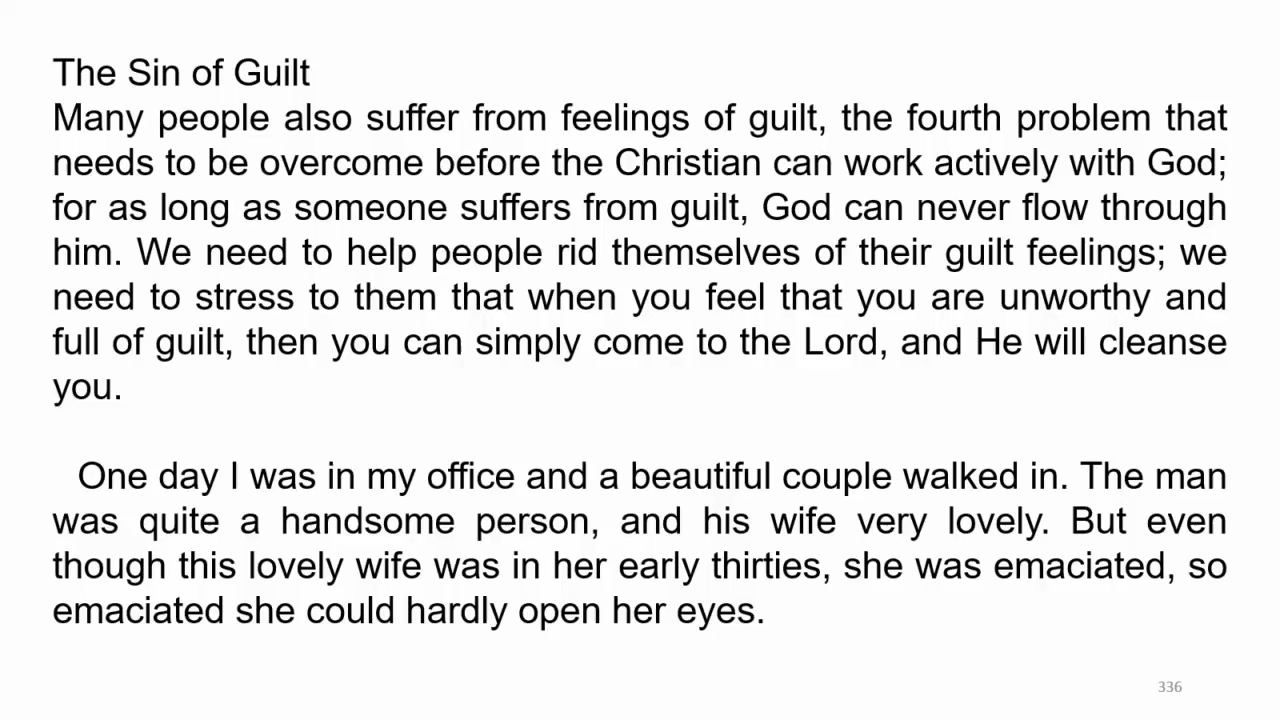 The Sin of Guilt
Many people also suffer from feelings of guilt, the fourth problem that
needs to be overcome before the Christian can work actively with God;
for as long as someone suffers from guilt, God can never flow through
him. We need to help people rid themselves of their guilt feelings; we
need to stress to them that when you feel that you are unworthy and
full of guilt, then you can simply come to the Lord, and He will cleanse
you.
One day I was in my office and a beautiful couple walked in. The man
was quite a handsome person, and his wife very lovely. But even
though this lovely wife was in her early thirties, she was emaciated, so
emaciated she could hardly open her eyes.
336